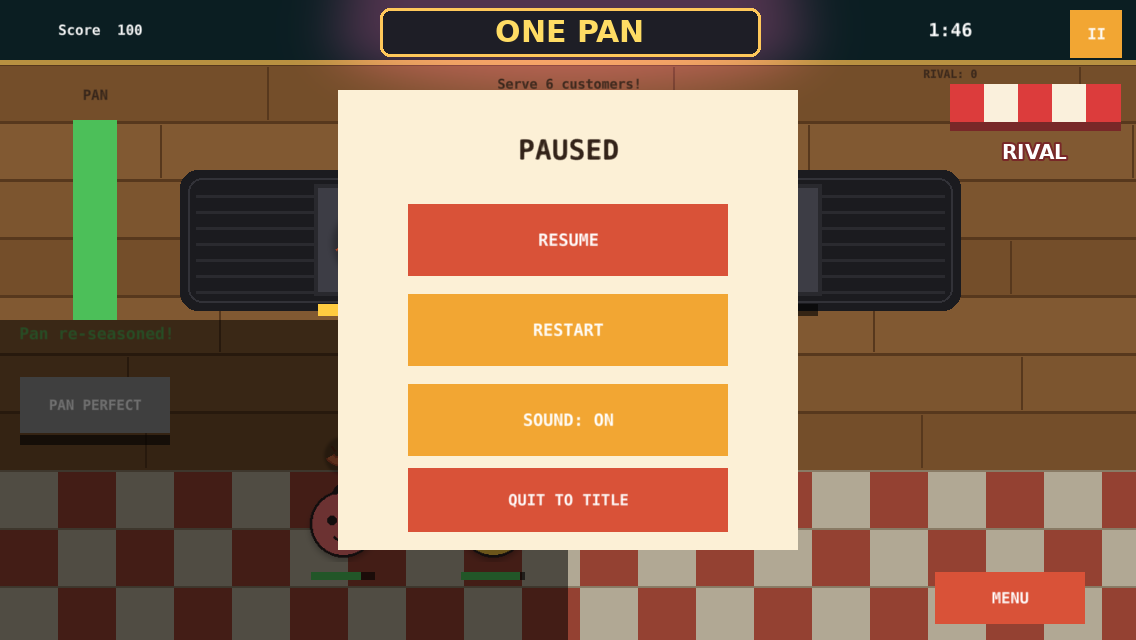 Score 100
ONE PAN
1:46
II
RIVAL: 0
Serve 6 customers!
PAN
RIVAL
PAUSED
RESUME
RESTART
SOUND: ON
QUIT TO TITLE
Pan re-seasoned!
PAN PERFECT
MENU